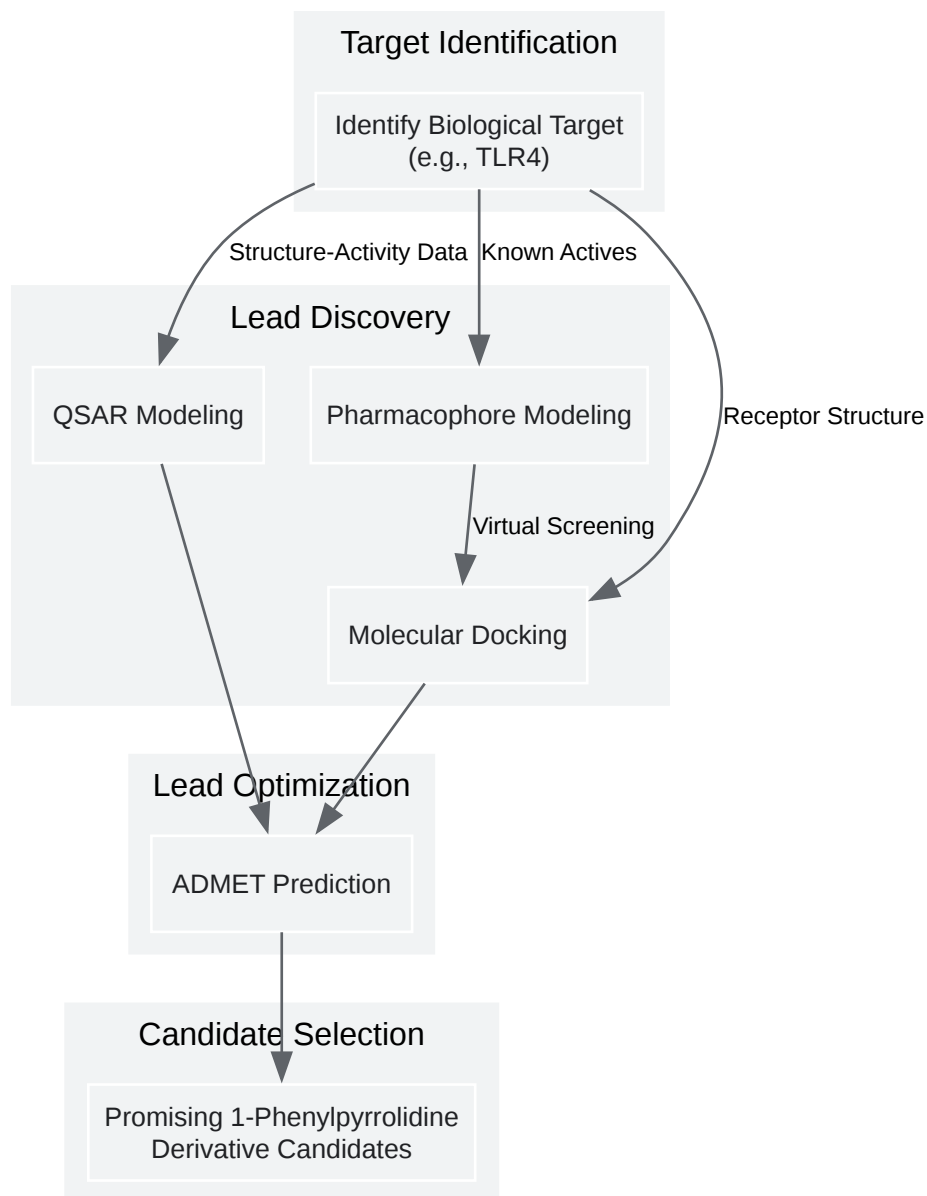 Target Identification
Identify Biological Target
(e.g., TLR4)
Structure-Activity Data
Known Actives
Lead Discovery
QSAR Modeling
Pharmacophore Modeling
Receptor Structure
Virtual Screening
Molecular Docking
Lead Optimization
ADMET Prediction
Candidate Selection
Promising 1-Phenylpyrrolidine
Derivative Candidates